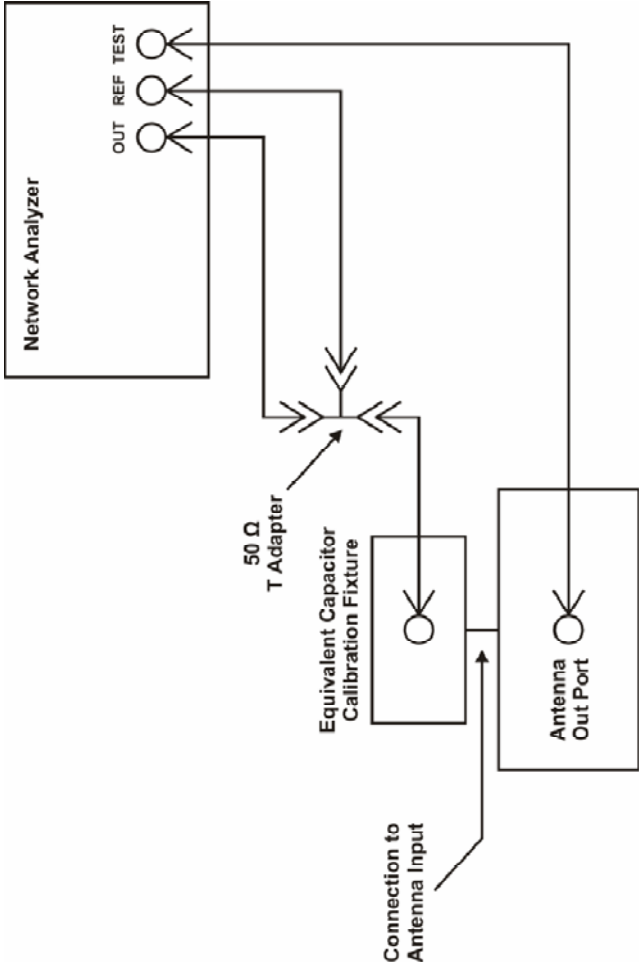 Network Analyzer
OUT
REF
TEST
50 Ω
T Adapter
Equivalent Capacitor
Calibration Fixture
Connection to
Antenna Input
Antenna
Out Port